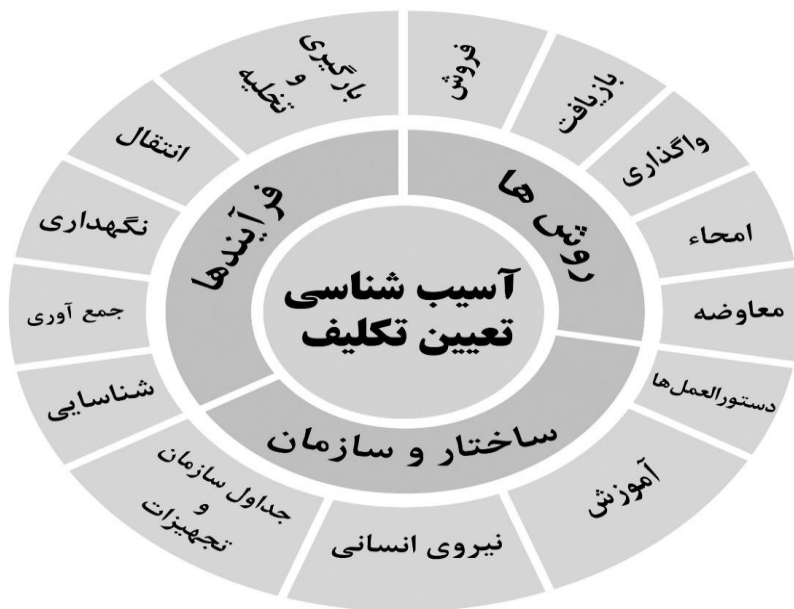 آسیب شناسی
تعیین تکلیف
روش ها
فروش
بازیافت
واگذاری
امحاء
معاوضه
ساختار و سازمان
دستورالعمل‌ها
آموزش
نیروی انسانی
جداول سازمان
و
تجهیزات
فرآیندها
شناسایی
جمع آوری
نگهداری
انتقال
بارگیری
و
تخلیه